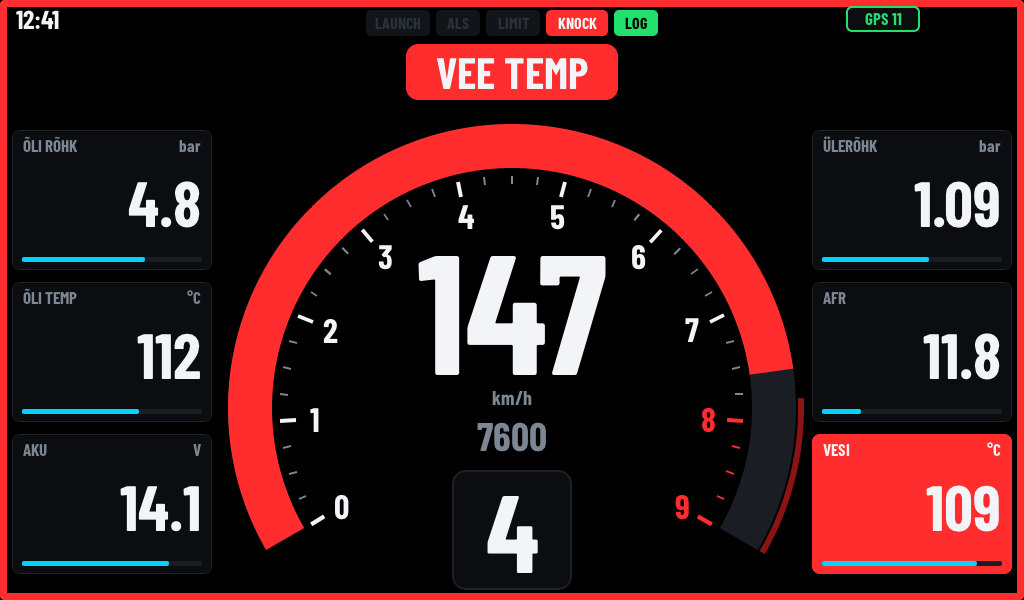 12:41
LAUNCH
ALS
LIMIT
KNOCK
LOG
GPS 11
VEE TEMP
ÕLI RÕHK
bar
4.8
ÕLI TEMP
°C
112
AKU
V
14.1
0
1
2
3
4
5
6
7
8
9
147
km/h
7600
4
ÜLERÕHK
bar
1.09
AFR
11.8
VESI
°C
109